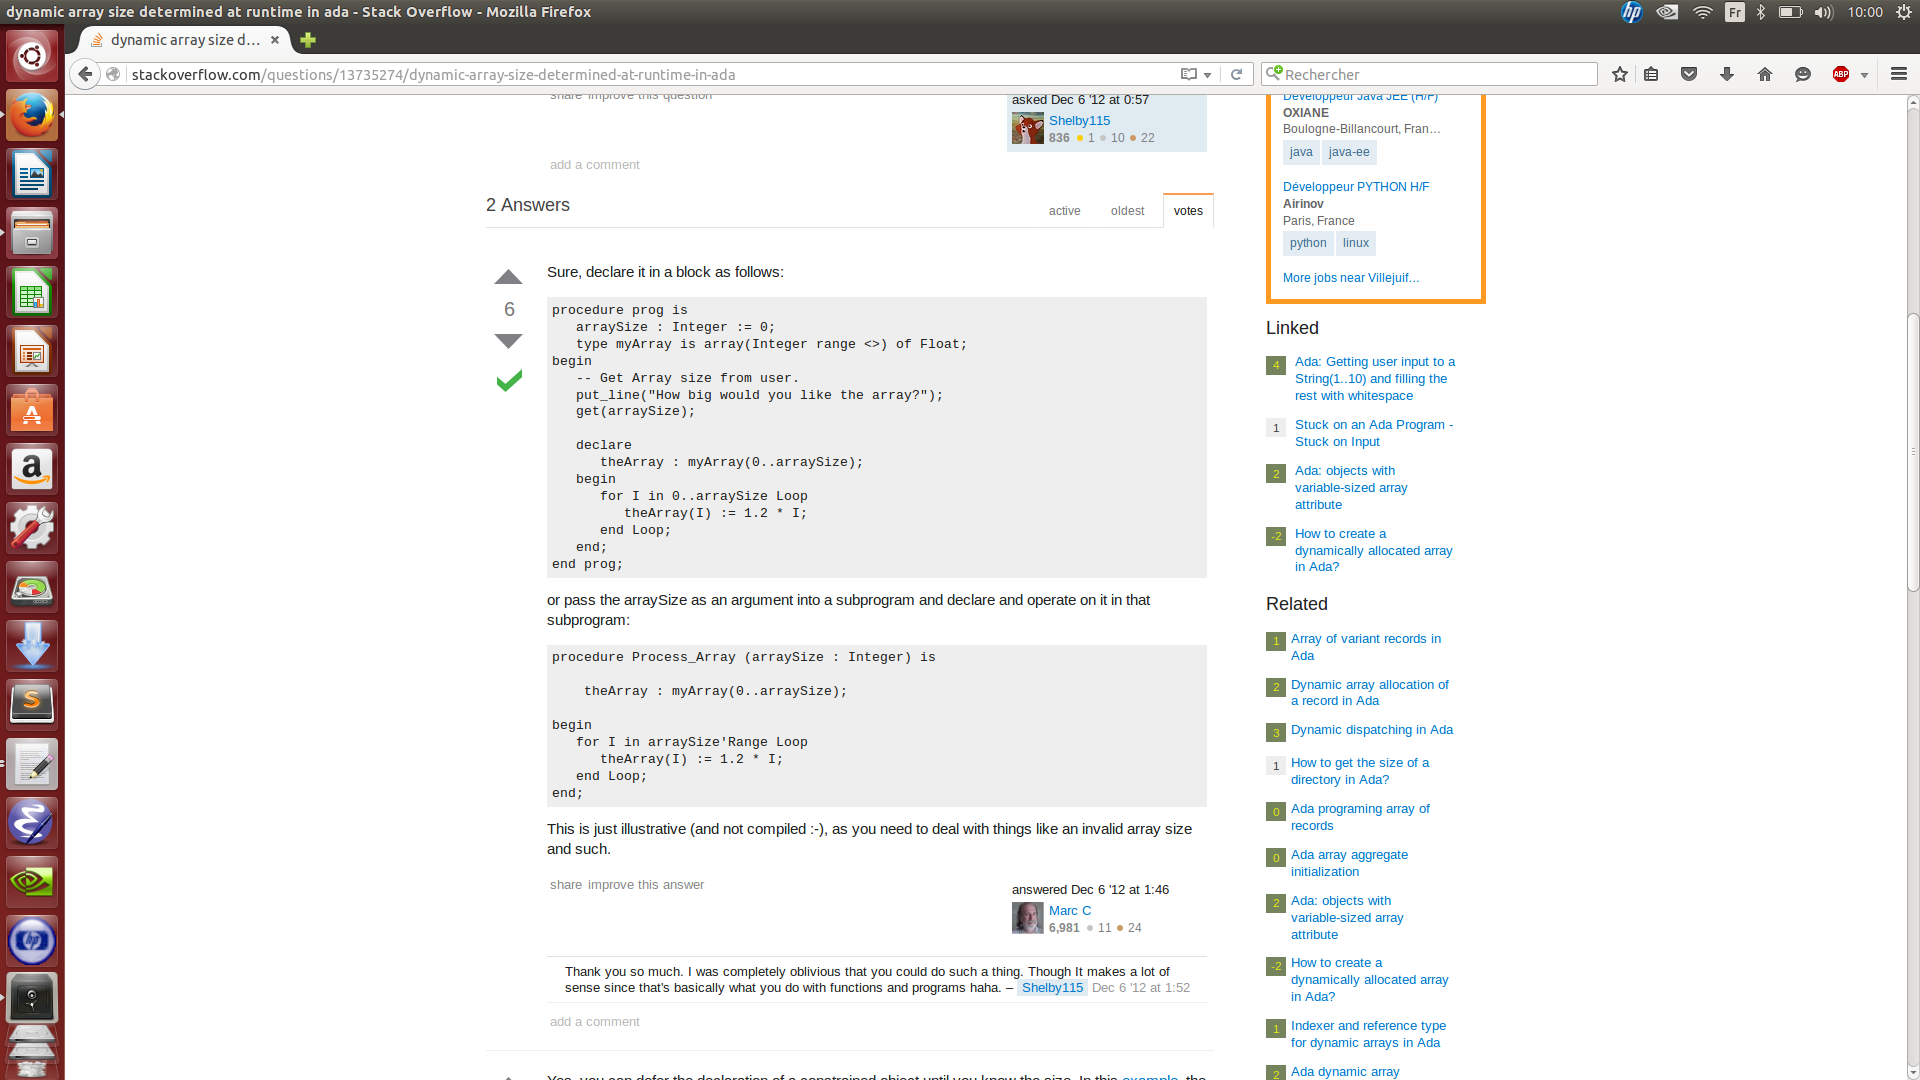 dynamic array size determined at runtime in ada - Stack Overflow - Mozilla Firefox
Fr
10:00
dynamic array size d...
stackoverflow.com/questions/13735274/dynamic-array-size-determined-at-runtime-in-ada
Rechercher
ABP
share improve this question
asked Dec 6 '12 at 0:57
Shelby115
836 1 10 22
add a comment
2 Answers
active oldest votes
6
Sure, declare it in a block as follows:
procedure prog is
arraySize : Integer := 0;
type myArray is array(Integer range <>) of Float;
begin
-- Get Array size from user.
put_line("How big would you like the array?");
get(arraySize);
declare
theArray : myArray(0..arraySize);
begin
for I in 0..arraySize Loop
theArray(I) := 1.2 * I;
end Loop;
end;
end prog;
or pass the arraySize as an argument into a subprogram and declare and operate on it in that
subprogram:
procedure Process_Array (arraySize : Integer) is
theArray : myArray(0..arraySize);
begin
for I in arraySize'Range Loop
theArray(I) := 1.2 * I;
end Loop;
end;
This is just illustrative (and not compiled :-), as you need to deal with things like an invalid array size
and such.
share improve this answer
answered Dec 6 '12 at 1:46
Marc C
6,981 11 24
Thank you so much. I was completely oblivious that you could do such a thing. Though It makes a lot of
sense since that's basically what you do with functions and programs haha. – Shelby115 Dec 6 '12 at 1:52
add a comment
Yes, you can defer the declaration of a constrained object until you know the size. In this example, the
Développeur Java JEE (H/F)
OXIANE
Boulogne-Billancourt, Fran…
java java-ee
Développeur PYTHON H/F
Airinov
Paris, France
python linux
More jobs near Villejuif…
Linked
4 Ada: Getting user input to a
String(1..10) and filling the
rest with whitespace
1 Stuck on an Ada Program -
Stuck on Input
2 Ada: objects with
variable-sized array
attribute
-2 How to create a
dynamically allocated array
in Ada?
Related
1 Array of variant records in
Ada
2 Dynamic array allocation of
a record in Ada
3 Dynamic dispatching in Ada
1 How to get the size of a
directory in Ada?
0 Ada programing array of
records
0 Ada array aggregate
initialization
2 Ada: objects with
variable-sized array
attribute
-2 How to create a
dynamically allocated array
in Ada?
1 Indexer and reference type
for dynamic arrays in Ada
2 Ada dynamic array